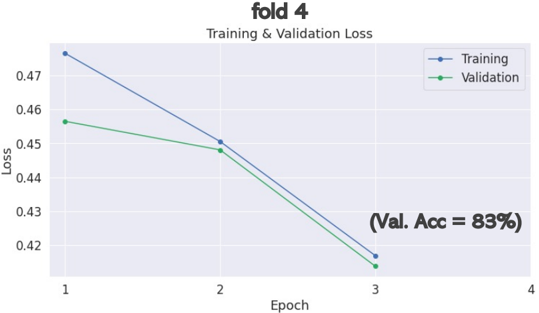 fold 4
Training & Validation Loss
Training
Validation
0.47
0.46
0.45
0.44
0.43
0.42
Loss
(Val. Acc = 83%)
1 2 3 4
Epoch